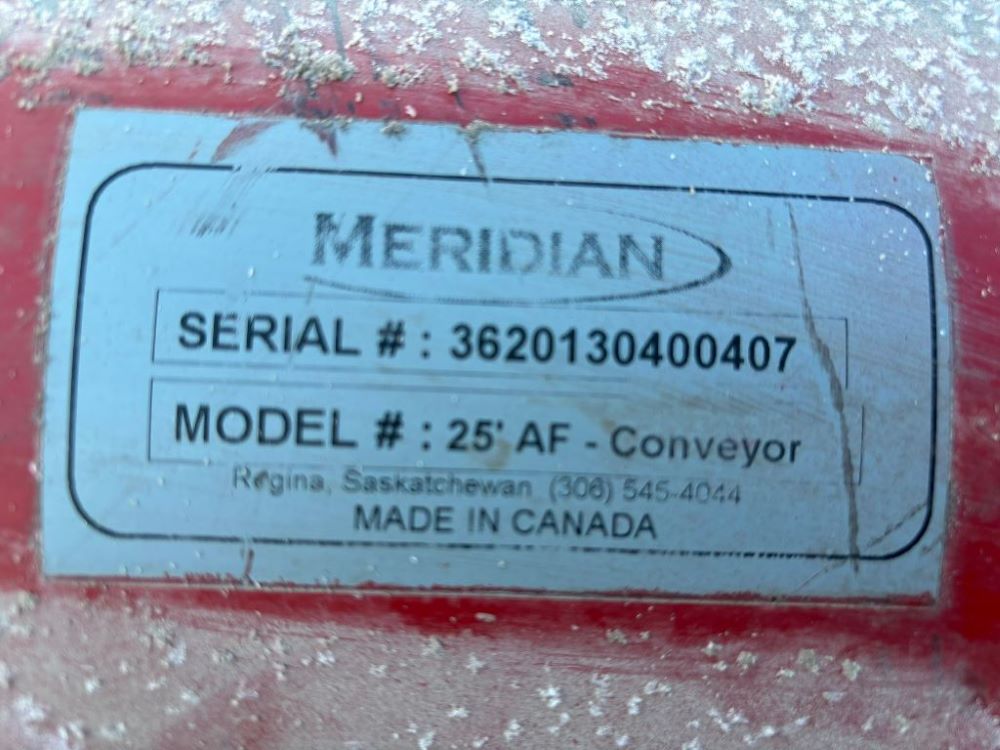 MERIDIAN
SERIAL # : 3620130400407
MODEL # : 25' AF - Conveyor
Regina, Saskatchewan (306) 545-4044
MADE IN CANADA